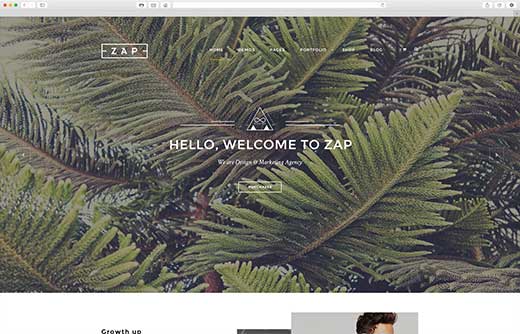 ZAP
HOME DEMOS PAGES PORTFOLIO SHOP BLOG
HELLO, WELCOME TO ZAP
We are Design & Marketing Agency
PURCHASE
Growth up